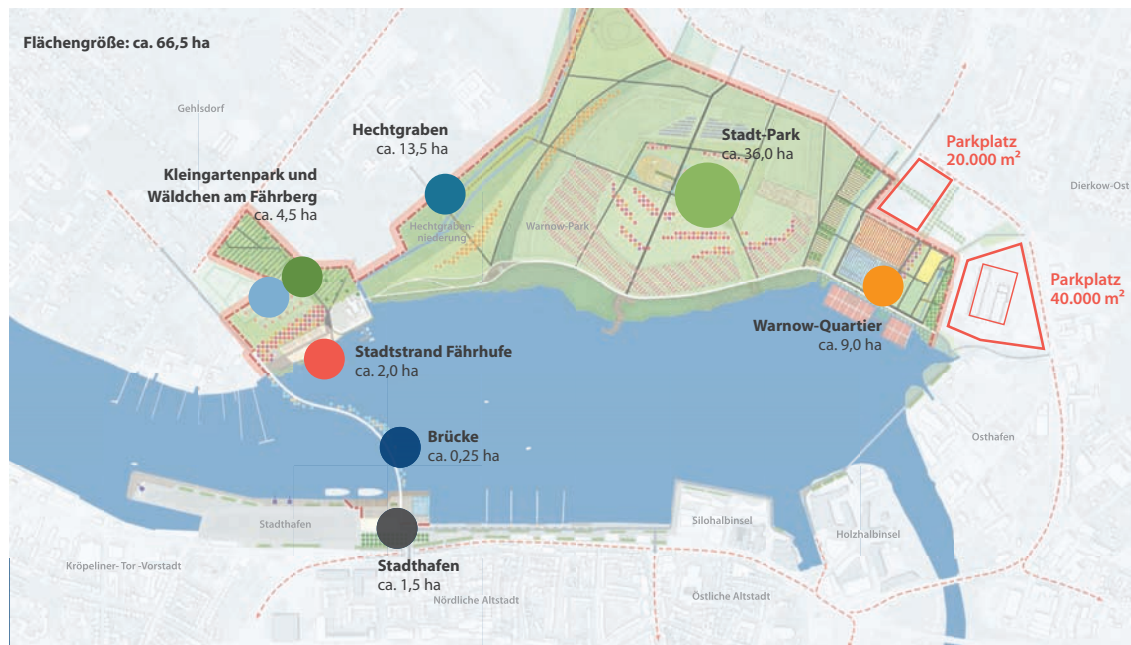 Flächengröße: ca. 66,5 ha
Gehlsdorf
Hechtgraben
ca. 13,5 ha
Stadt-Park
ca. 36,0 ha
Parkplatz
20.000 m²
Kleingartenpark und
Wäldchen am Fährberg
ca. 4,5 ha
Dierkow-Ost
Hechtgraben-
niederung
Warnow-Park
Parkplatz
40.000 m²
Warnow-Quartier
ca. 9,0 ha
Stadtstrand Fährhufe
ca. 2,0 ha
Brücke
ca. 0,25 ha
Osthafen
Stadthafen
Silohalbinsel
Holzhalbinsel
Stadthafen
ca. 1,5 ha
Kröpeliner- Tor -Vorstadt
Nördliche Altstadt
Östliche Altstadt